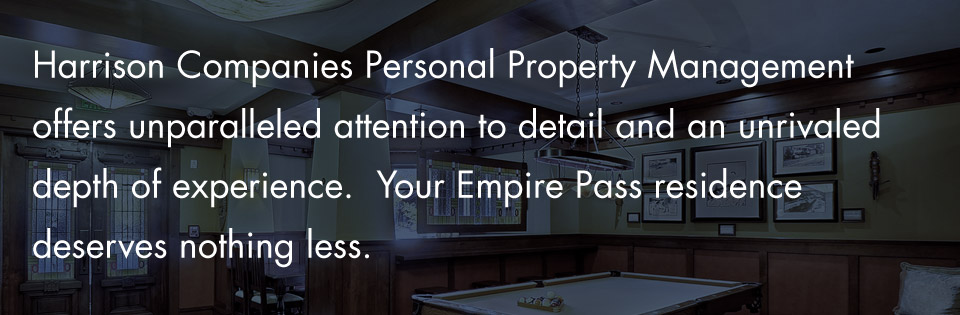 Harrison Companies Personal Property Management
offers unparalleled attention to detail and an unrivaled
depth of experience.  Your Empire Pass residence
deserves nothing less.